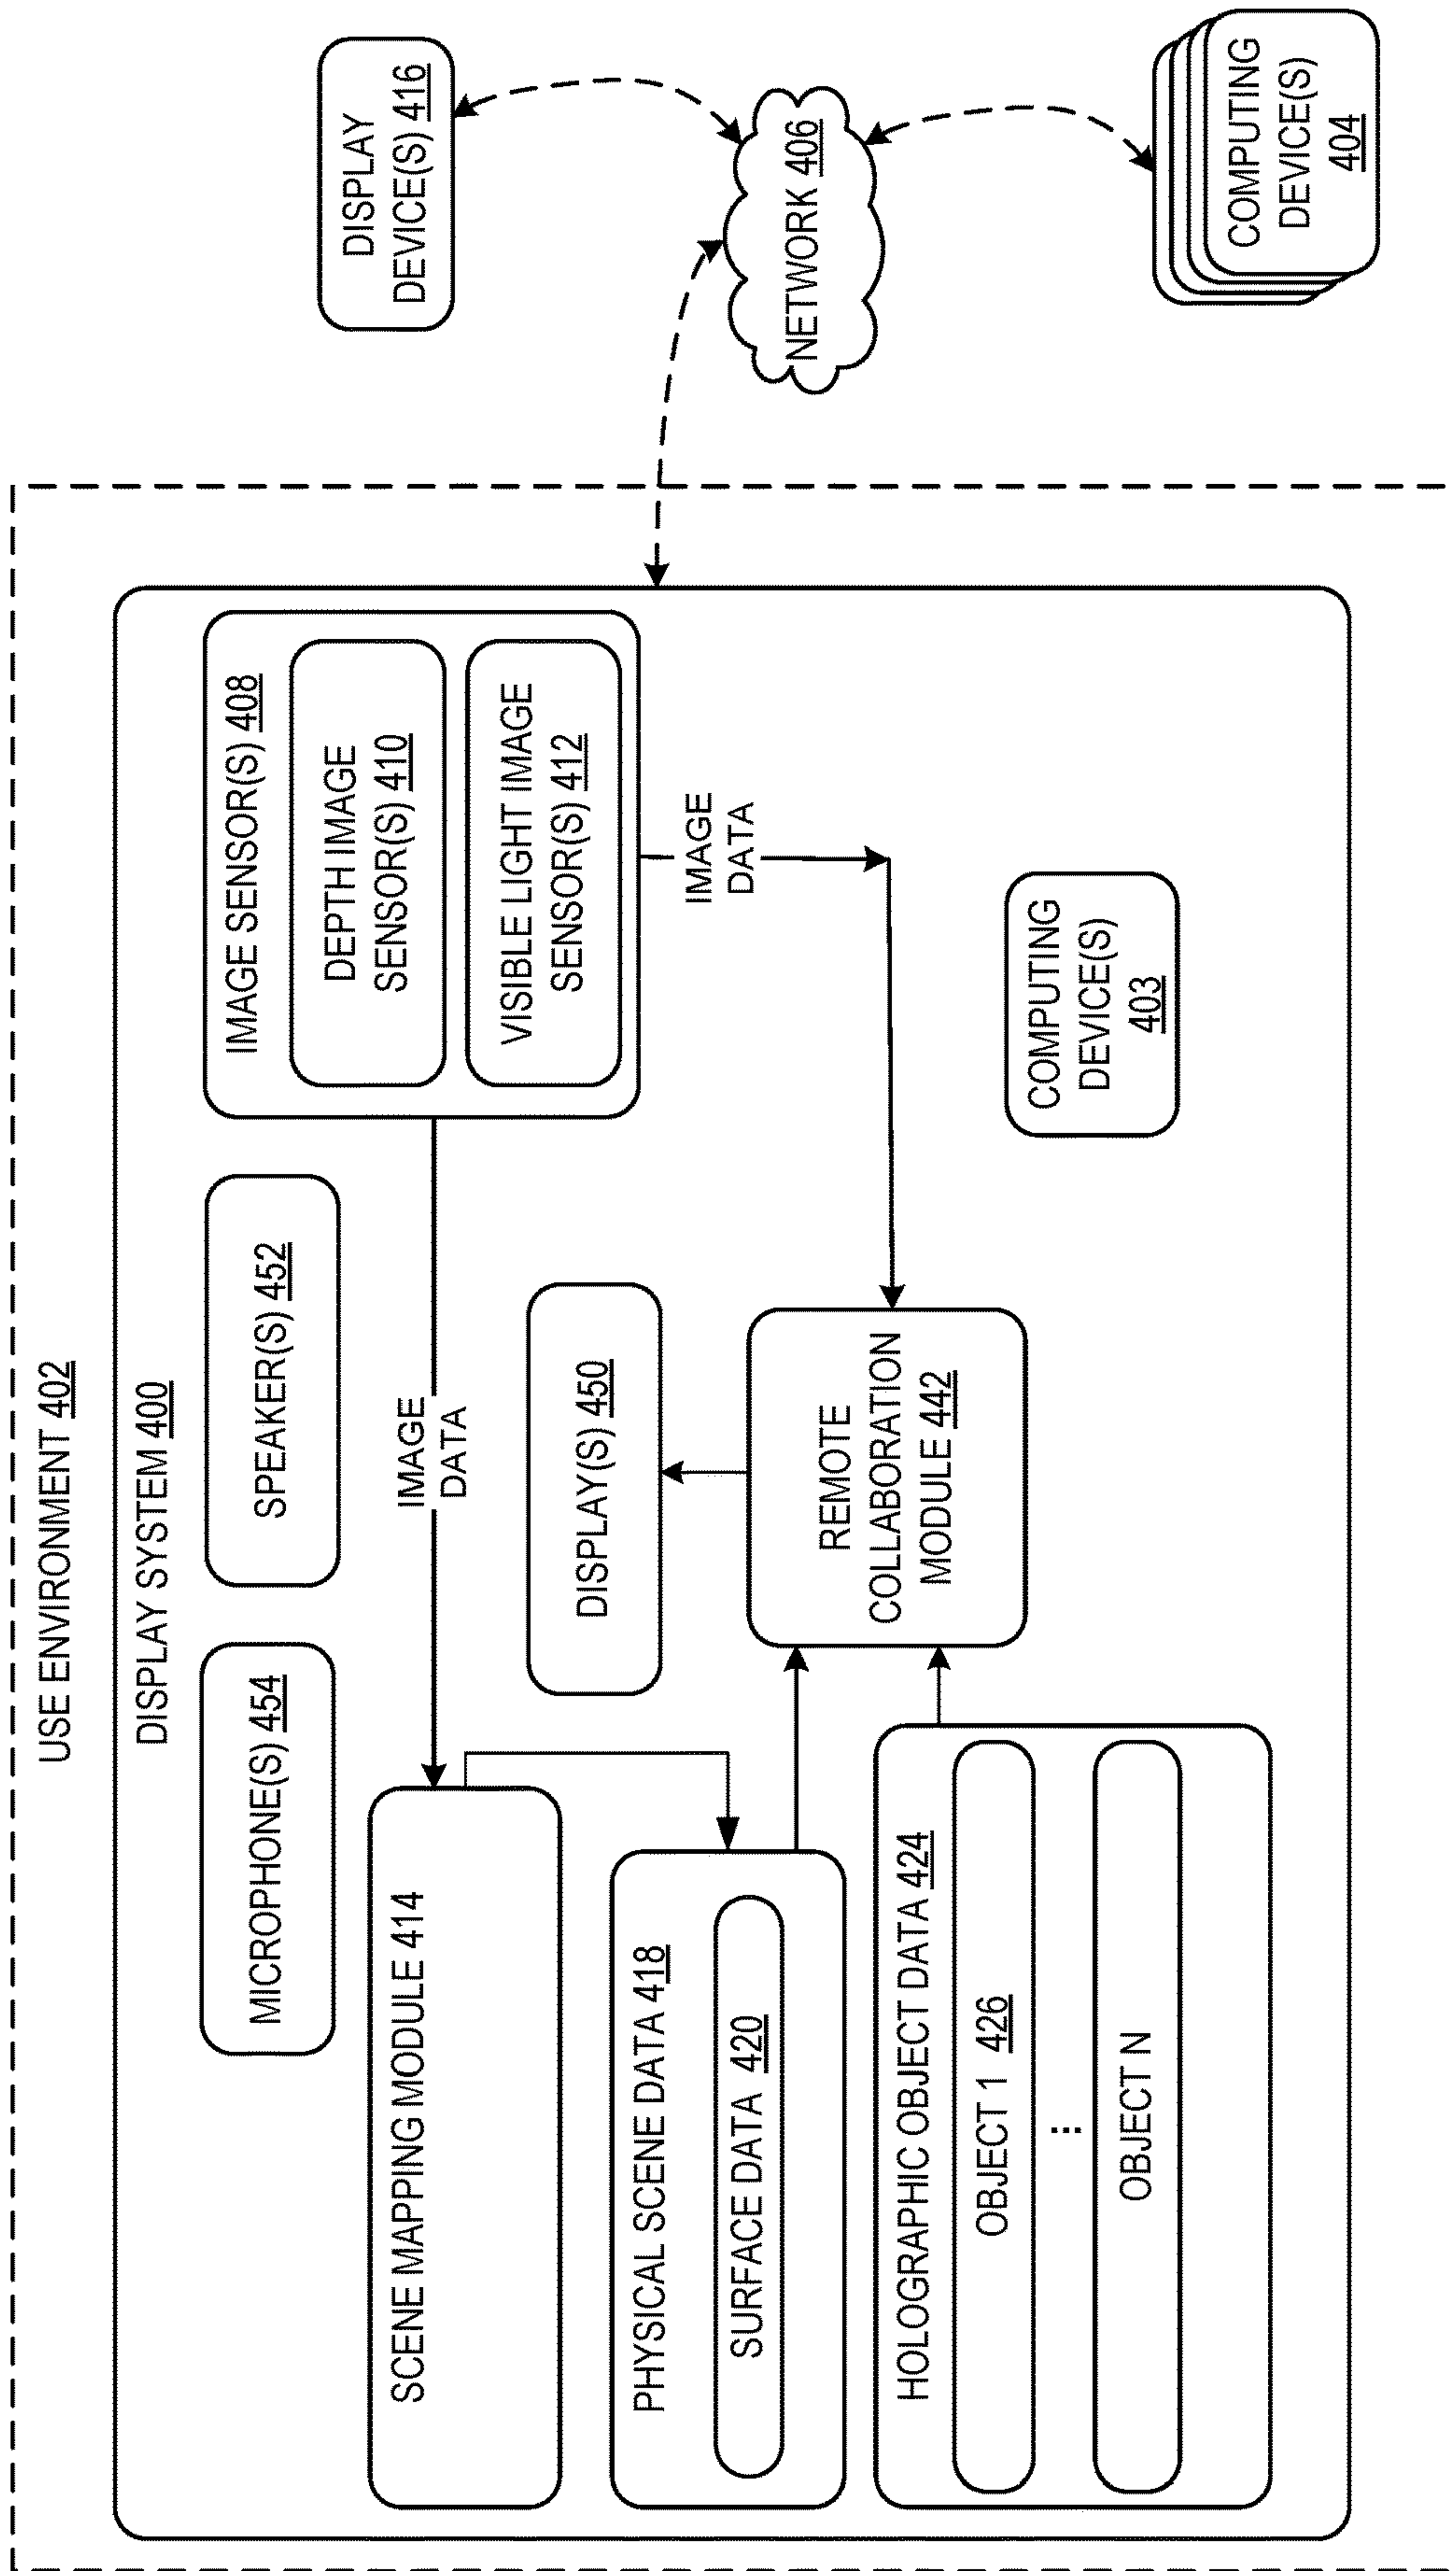 USE ENVIRONMENT 402
DISPLAY SYSTEM 400
MICROPHONE(S) 454
SPEAKER(S) 452
IMAGE SENSOR(S) 408
DEPTH IMAGE
SENSOR(S) 410
VISIBLE LIGHT IMAGE
SENSOR(S) 412
IMAGE
DATA
SCENE MAPPING MODULE 414
PHYSICAL SCENE DATA 418
SURFACE DATA 420
DISPLAY(S) 450
IMAGE
DATA
REMOTE
COLLABORATION
MODULE 442
HOLOGRAPHIC OBJECT DATA 424
OBJECT 1 426
...
OBJECT N
COMPUTING
DEVICE(S)
403
DISPLAY
DEVICE(S) 416
NETWORK 406
COMPUTING
DEVICE(S)
404